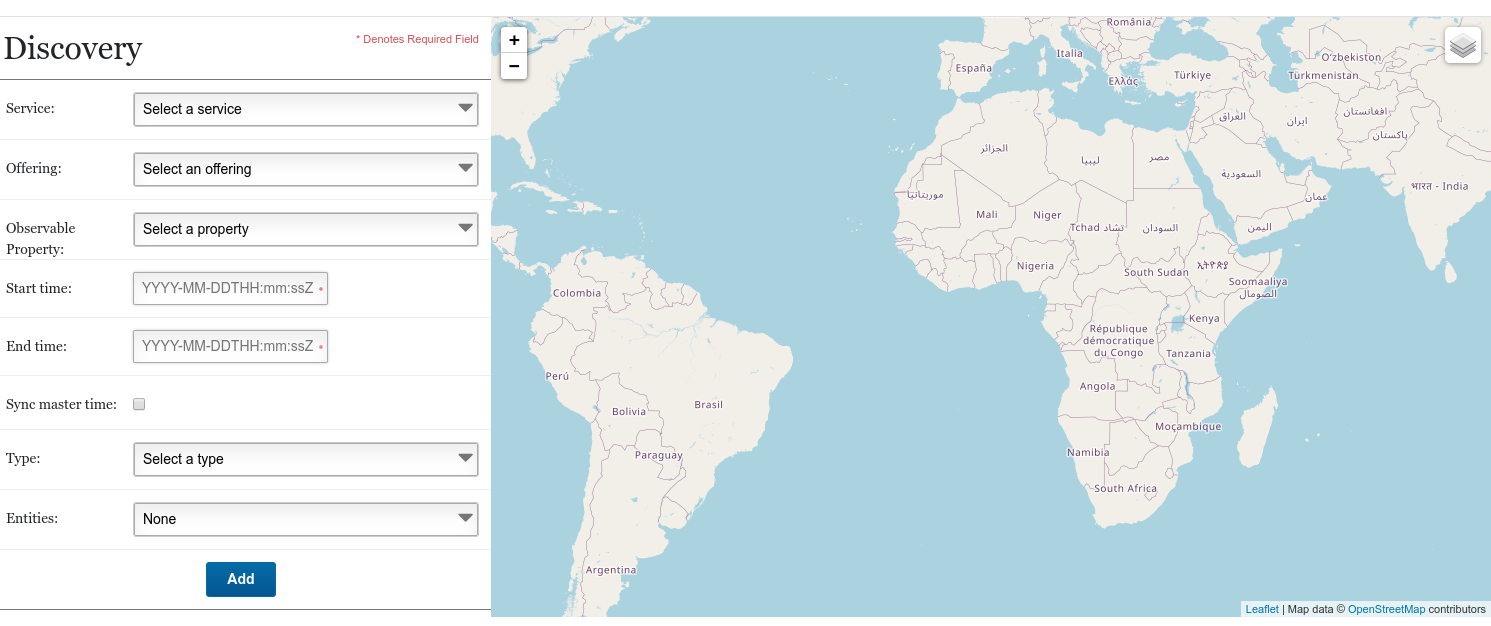 Discovery
* Denotes Required Field
Service:
Select a service
Offering:
Select an offering
Observable
Property:
Select a property
Start time:
YYYY-MM-DDTHH:mm:ssZ *
End time:
YYYY-MM-DDTHH:mm:ssZ *
Sync master time:
Type:
Select a type
Entities:
None
Add
+
−
România
Italia
España
Ελλάς
Türkiye
Oʻzbekiston
Türkmenistan
افغانستان
العراق
ایران
پاکستان
الجزائر
ليبيا
مصر
السعودية
भारत - India
موريتانيا
عمان
Mali
Niger
Tchad تشاد
السودان
اليمن
Nigeria
South Sudan
ኢትዮጵያ
Soomaaliya
الصومال
Colombia
Kenya
République
démocratique
du Congo
Tanzania
Perú
Angola
Bolivia
Brasil
Moçambique
Paraguay
Namibia
South Africa
Argentina
Leaflet | Map data © OpenStreetMap contributors